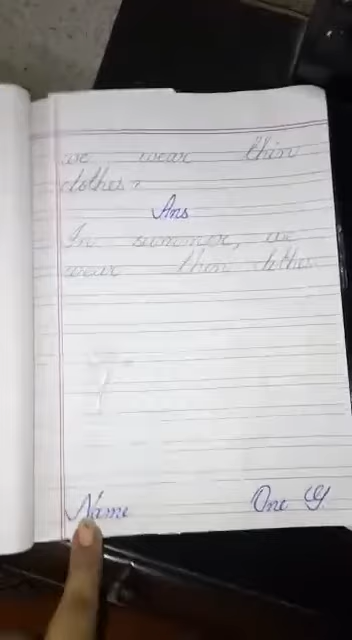 we wear thin
clothes?
Ans
In summer, we
wear thin clothes.
Name One G